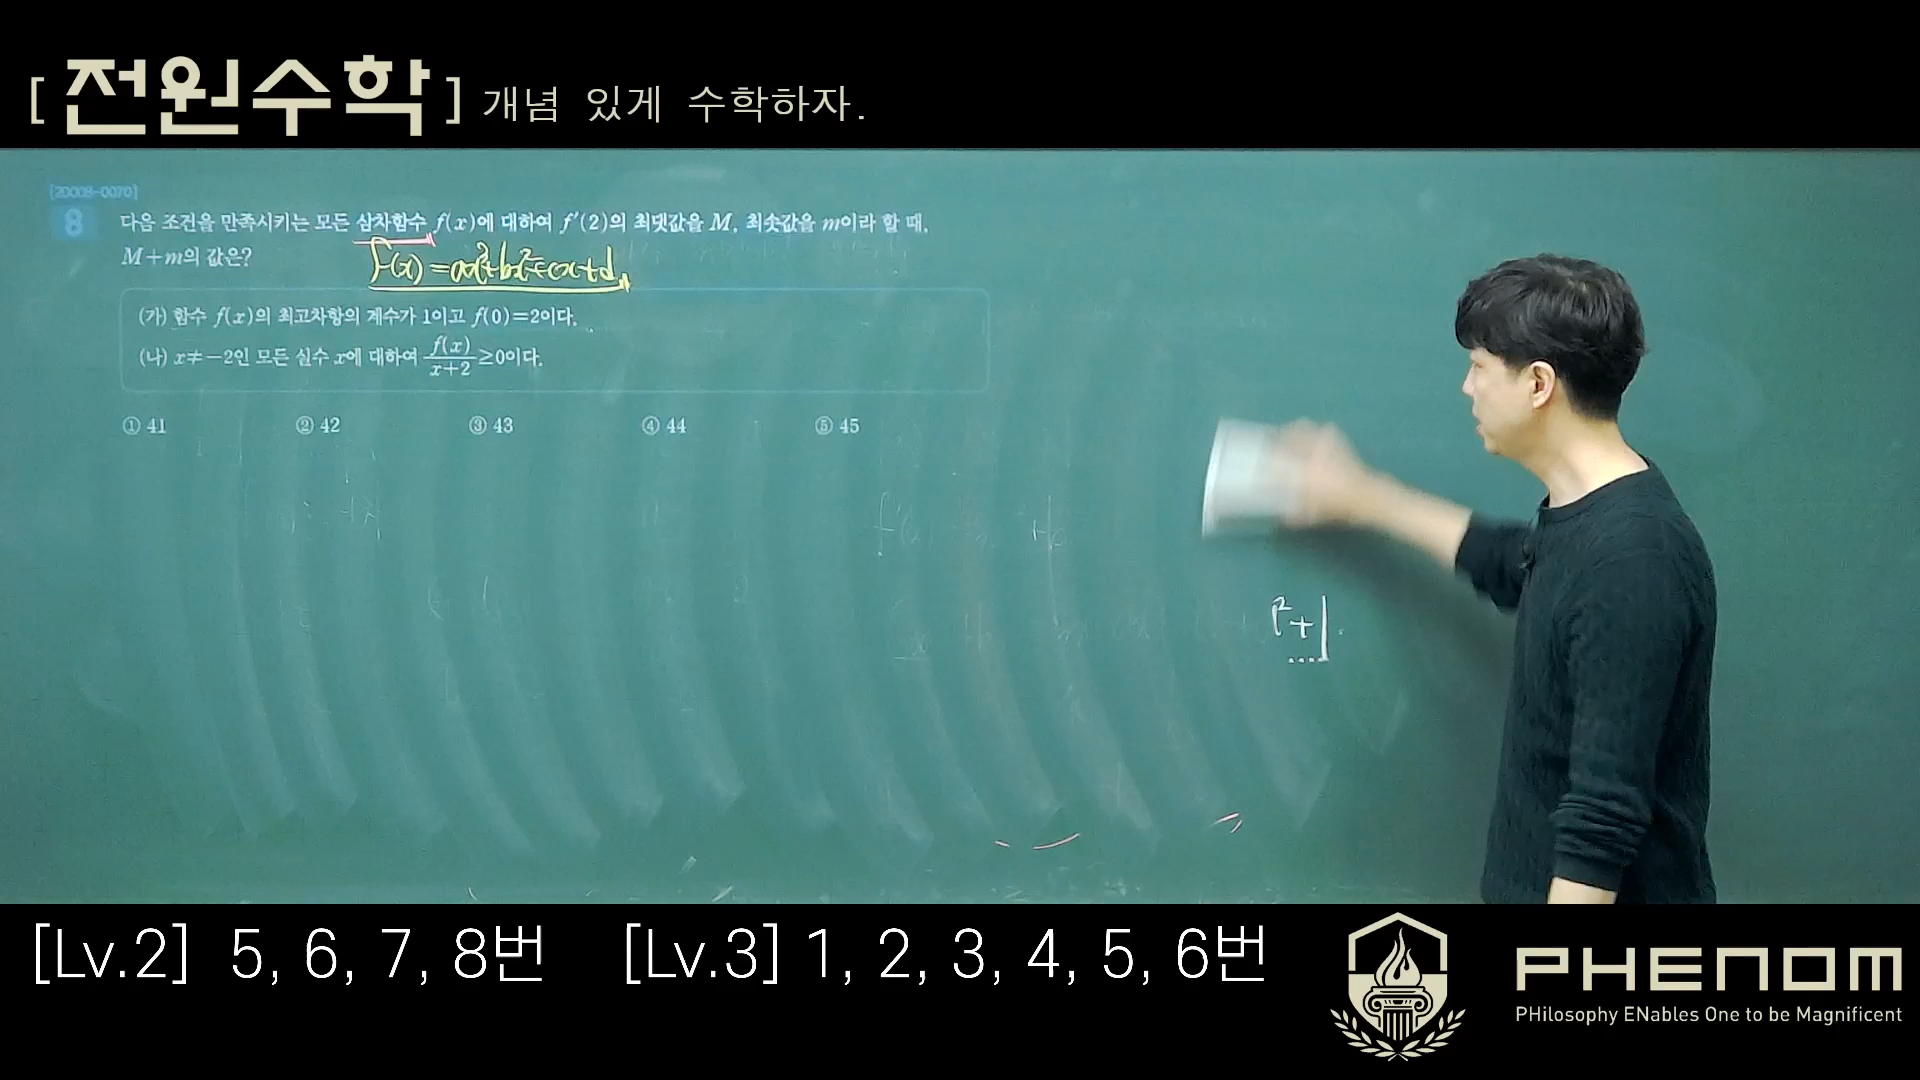 [전원수학] 개념 있게 수학하자.
[20008-0070]
8 다음 조건을 만족시키는 모든 삼차함수 f(x)에 대하여 f'(2)의 최댓값을 M, 최솟값을 m이라 할 때,
M+m의 값은?
f(x)=ax³+bx²+cx+d
(가) 함수 f(x)의 최고차항의 계수가 1이고 f(0)=2이다.
(나) x≠-2인 모든 실수 x에 대하여 f(x)/(x+2)≥0이다.
① 41 ② 42 ③ 43 ④ 44 ⑤ 45
[Lv.2] 5, 6, 7, 8번 [Lv.3] 1, 2, 3, 4, 5, 6번
PHENOM
PHilosophy ENables One to be Magnificent